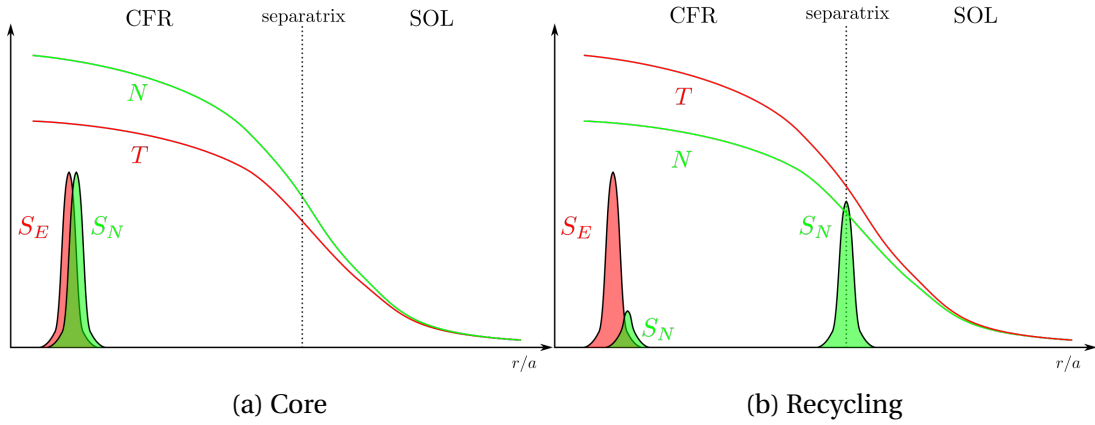 CFR separatrix SOL
N
T
S_E S_N
r/a
(a) Core
CFR separatrix SOL
T
N
S_E S_N
S_N
r/a
(b) Recycling